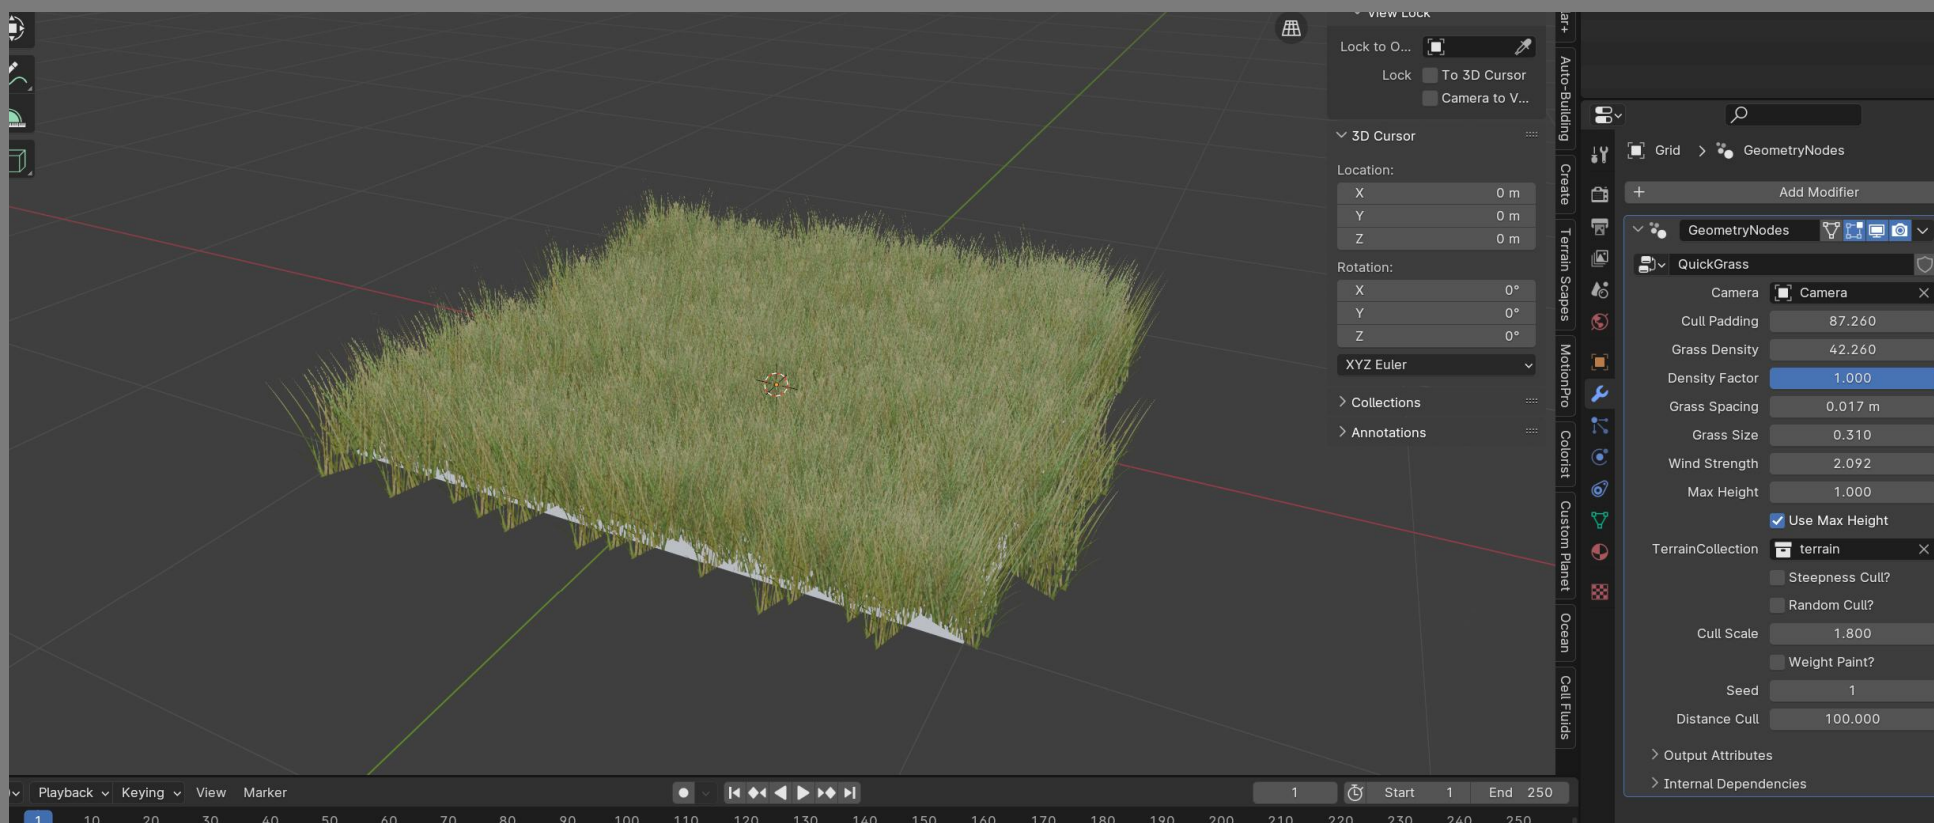 View Lock
Lock to O...
Lock
To 3D Cursor
Camera to V...
3D Cursor
Location:
X 0 m
Y 0 m
Z 0 m
Rotation:
X 0°
Y 0°
Z 0°
XYZ Euler
Collections
Annotations
Auto-Building
Create
Terrain Scapes
MotionPro
Colorist
Custom Planet
Ocean
Cell Fluids
Grid > GeometryNodes
+ Add Modifier
GeometryNodes
QuickGrass
Camera Camera
Cull Padding 87.260
Grass Density 42.260
Density Factor 1.000
Grass Spacing 0.017 m
Grass Size 0.310
Wind Strength 2.092
Max Height 1.000
Use Max Height
TerrainCollection terrain
Steepness Cull?
Random Cull?
Cull Scale 1.800
Weight Paint?
Seed 1
Distance Cull 100.000
Output Attributes
Internal Dependencies
Playback Keying View Marker
1 Start 1 End 250
1 10 20 30 40 50 60 70 80 90 100 110 120 130 140 150 160 170 180 190 200 210 220 230 240 250